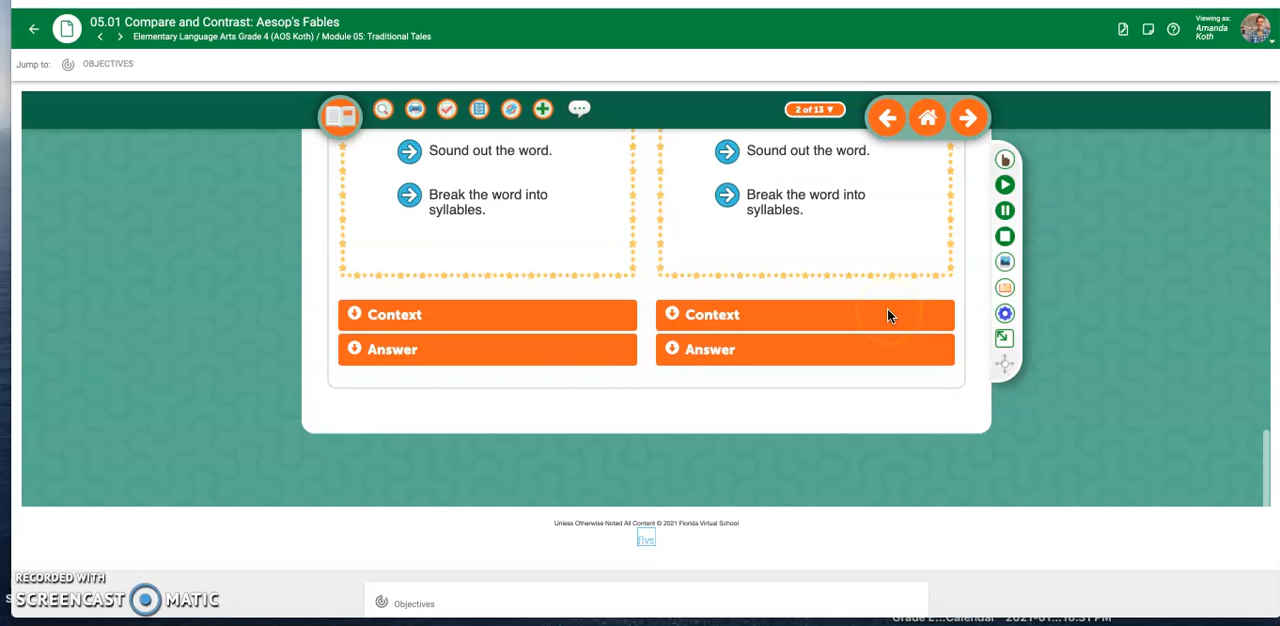 05.01 Compare and Contrast: Aesop's Fables
Elementary Language Arts Grade 4 (AOS Koth) / Module 05: Traditional Tales
Viewing as:
Amanda
Koth
Jump to:
OBJECTIVES
2 of 13
Sound out the word.
Break the word into
syllables.
Sound out the word.
Break the word into
syllables.
Context
Answer
Context
Answer
Unless Otherwise Noted All Content © 2021 Florida Virtual School
flvs
RECORDED WITH
SCREENCAST MATIC
Objectives